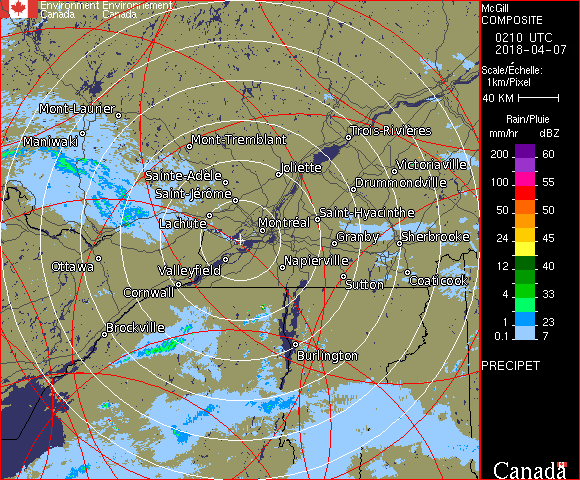 Environment Environnement
Canada Canada
McGill
COMPOSITE
0210 UTC
2018-04-07
Scale/Échelle:
1km/Pixel
40 KM
Rain/Pluie
mm/hr dBZ
200 60
100 55
50 50
24 45
12 40
4 33
1 23
0.1 7
PRECIPET
Canada
Mont-Laurier
Maniwaki
Mont-Tremblant
Trois-Rivières
Sainte-Adèle
Joliette
Victoriaville
Saint-Jérôme
Drummondville
Lachute
Saint-Hyacinthe
Montréal
Granby
Sherbrooke
Ottawa
Valleyfield
Napierville
Cornwall
Sutton
Coaticook
Brockville
Burlington